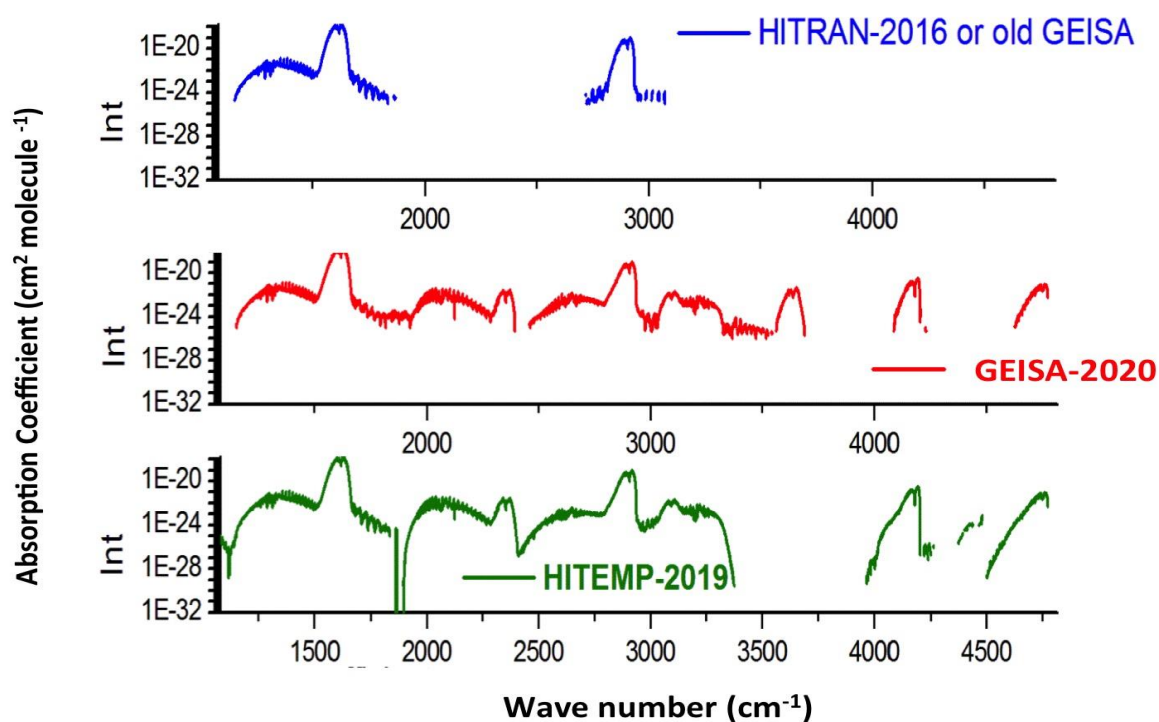 Absorption Coefficient (cm² molecule ⁻¹)
HITRAN-2016 or old GEISA
Int
1E-20
1E-24
1E-28
1E-32
2000 3000 4000
GEISA-2020
Int
1E-20
1E-24
1E-28
1E-32
2000 3000 4000
HITEMP-2019
Int
1E-20
1E-24
1E-28
1E-32
1500 2000 2500 3000 3500 4000 4500
Wave number (cm⁻¹)